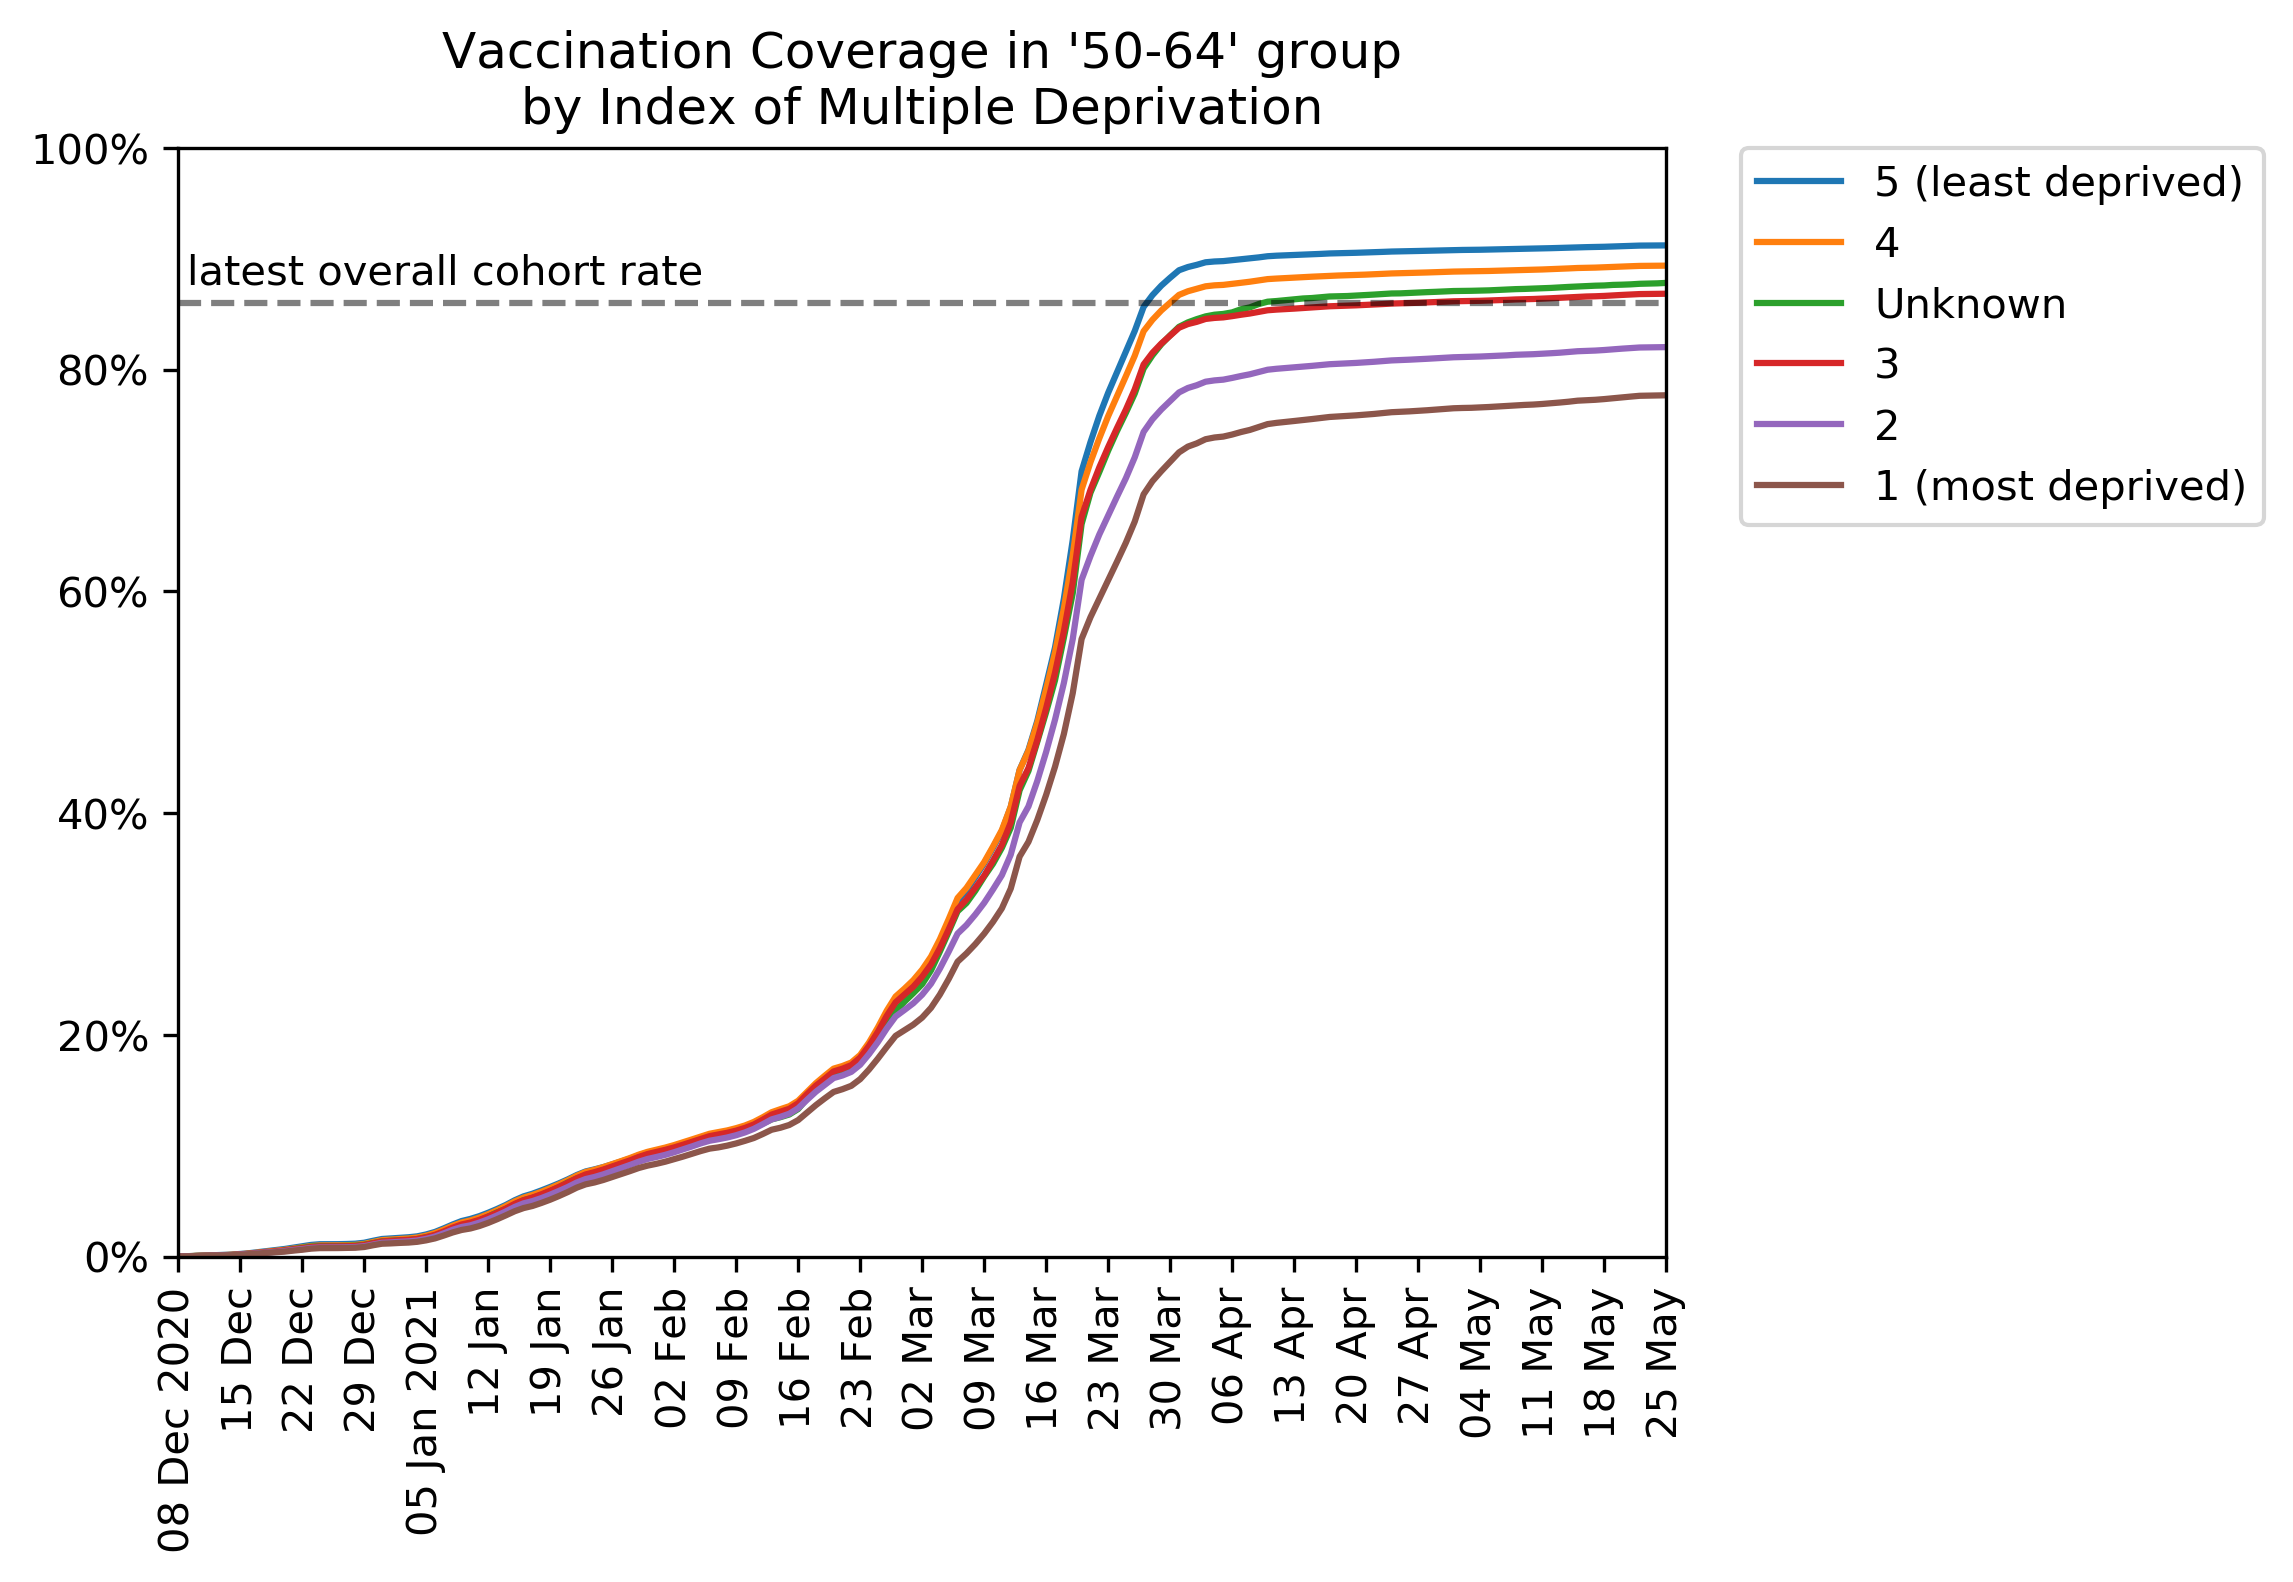 Vaccination Coverage in '50-64' group
by Index of Multiple Deprivation
100%
80%
60%
40%
20%
0%
latest overall cohort rate
5 (least deprived)
4
Unknown
3
2
1 (most deprived)
08 Dec 2020
15 Dec
22 Dec
29 Dec
05 Jan 2021
12 Jan
19 Jan
26 Jan
02 Feb
09 Feb
16 Feb
23 Feb
02 Mar
09 Mar
16 Mar
23 Mar
30 Mar
06 Apr
13 Apr
20 Apr
27 Apr
04 May
11 May
18 May
25 May